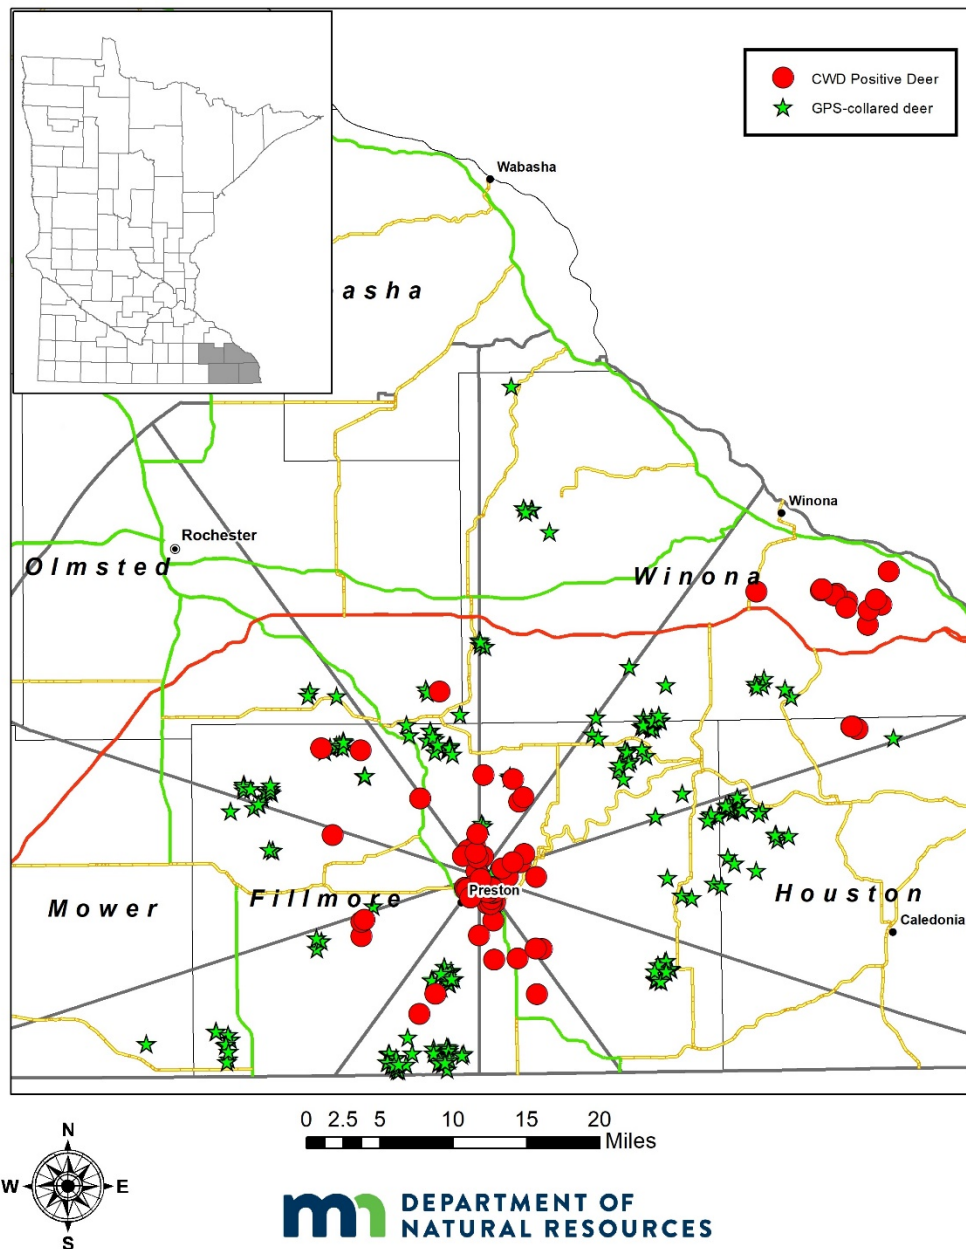 CWD Positive Deer
GPS-collared deer
Wabasha
asha
Winona
Rochester
Olmsted
Winona
Preston
Fillmore
Mower
Houston
Caledonia
0 2.5 5 10 15 20
Miles
N
W E
S
DEPARTMENT OF
NATURAL RESOURCES